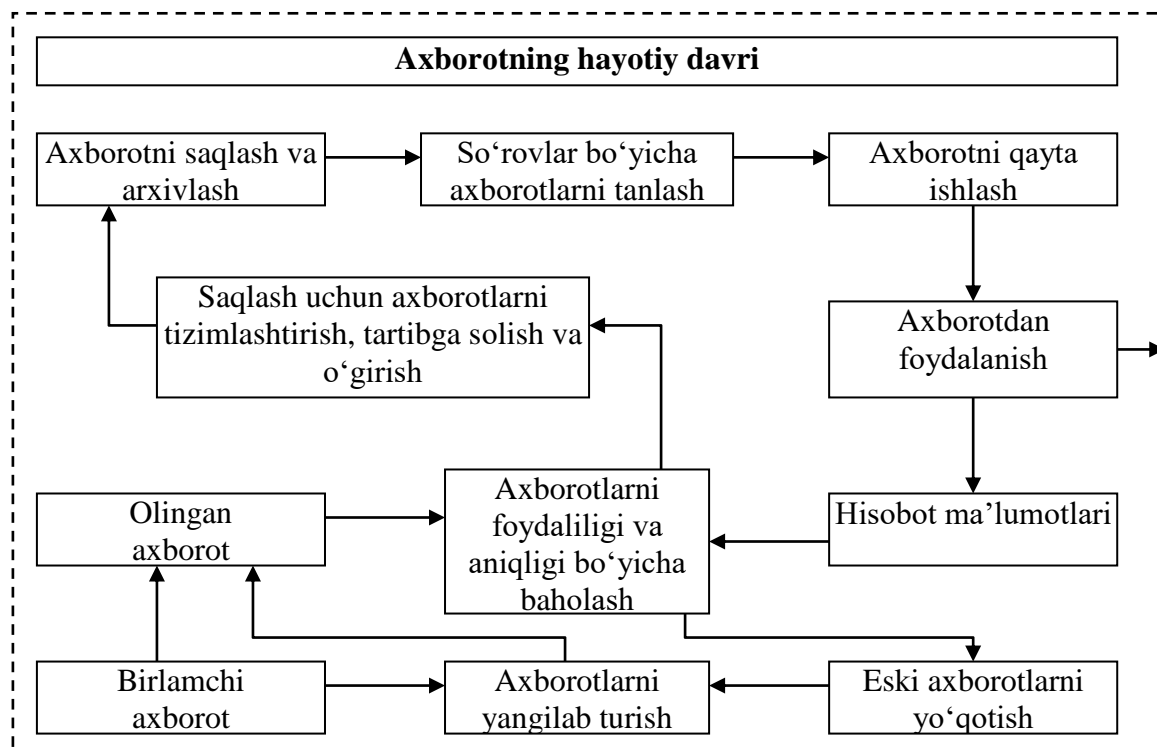 Axborotning hayotiy davri
Axborotni saqlash va
arxivlash
So‘rovlar bo‘yicha
axborotlarni tanlash
Axborotni qayta
ishlash
Saqlash uchun axborotlarni
tizimlashtirish, tartibga solish va
o‘girish
Axborotdan
foydalanish
Olingan
axborot
Axborotlarni
foydaliligi va
aniqligi bo‘yicha
baholash
Hisobot ma’lumotlari
Birlamchi
axborot
Axborotlarni
yangilab turish
Eski axborotlarni
yo‘qotish